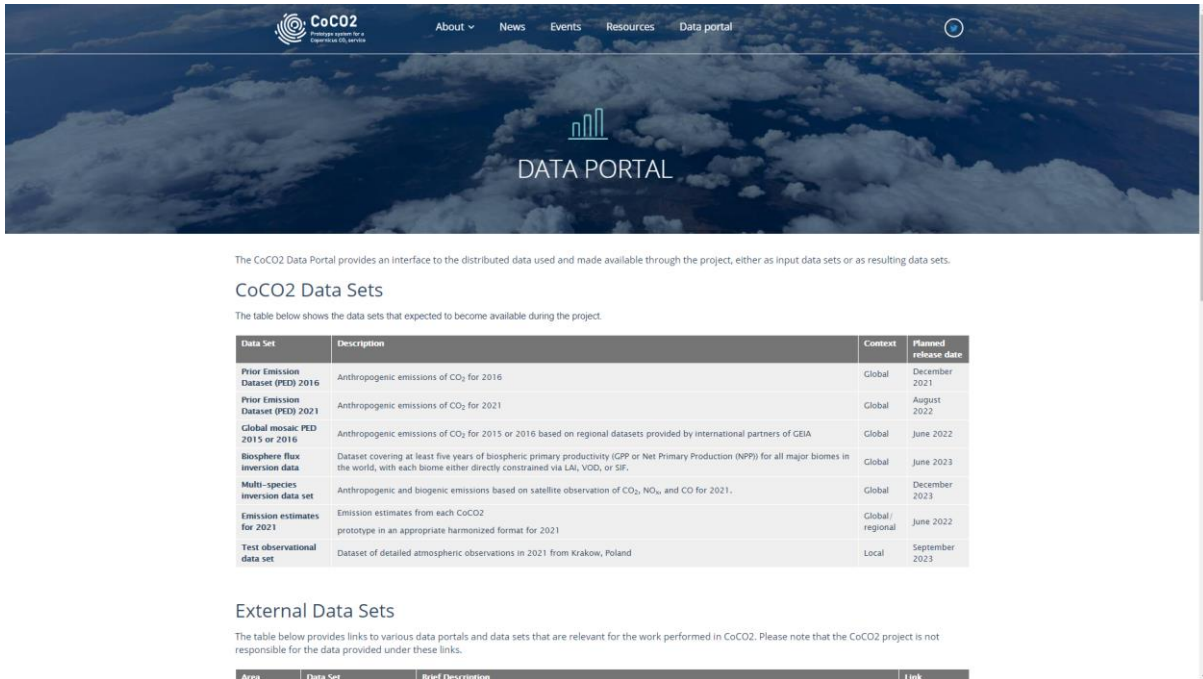 CoCO2
Prototype system for a
Copernicus CO₂ service
About
News
Events
Resources
Data portal
DATA PORTAL
The CoCO2 Data Portal provides an interface to the distributed data used and made available through the project, either as input data sets or as resulting data sets.
CoCO2 Data Sets
The table below shows the data sets that expected to become available during the project.
Data Set Description Context Planned
release date
Prior Emission
Dataset (PED) 2016
Anthropogenic emissions of CO₂ for 2016
Global
December
2021
Prior Emission
Dataset (PED) 2021
Anthropogenic emissions of CO₂ for 2021
Global
August
2022
Global mosaic PED
2015 or 2016
Anthropogenic emissions of CO₂ for 2015 or 2016 based on regional datasets provided by international partners of GEIA
Global
June 2022
Biosphere flux
inversion data
Dataset covering at least five years of biospheric primary productivity (GPP or Net Primary Production (NPP)) for all major biomes in
the world, with each biome either directly constrained via LAI, VOD, or SIF.
Global
June 2023
Multi-species
inversion data set
Anthropogenic and biogenic emissions based on satellite observation of CO₂, NOₓ, and CO for 2021.
Global
December
2023
Emission estimates
for 2021
Emission estimates from each CoCO2
prototype in an appropriate harmonized format for 2021
Global/
regional
June 2022
Test observational
data set
Dataset of detailed atmospheric observations in 2021 from Krakow, Poland
Local
September
2023
External Data Sets
The table below provides links to various data portals and data sets that are relevant for the work performed in CoCO2. Please note that the CoCO2 project is not
responsible for the data provided under these links.
Area Data Set Brief Description Link